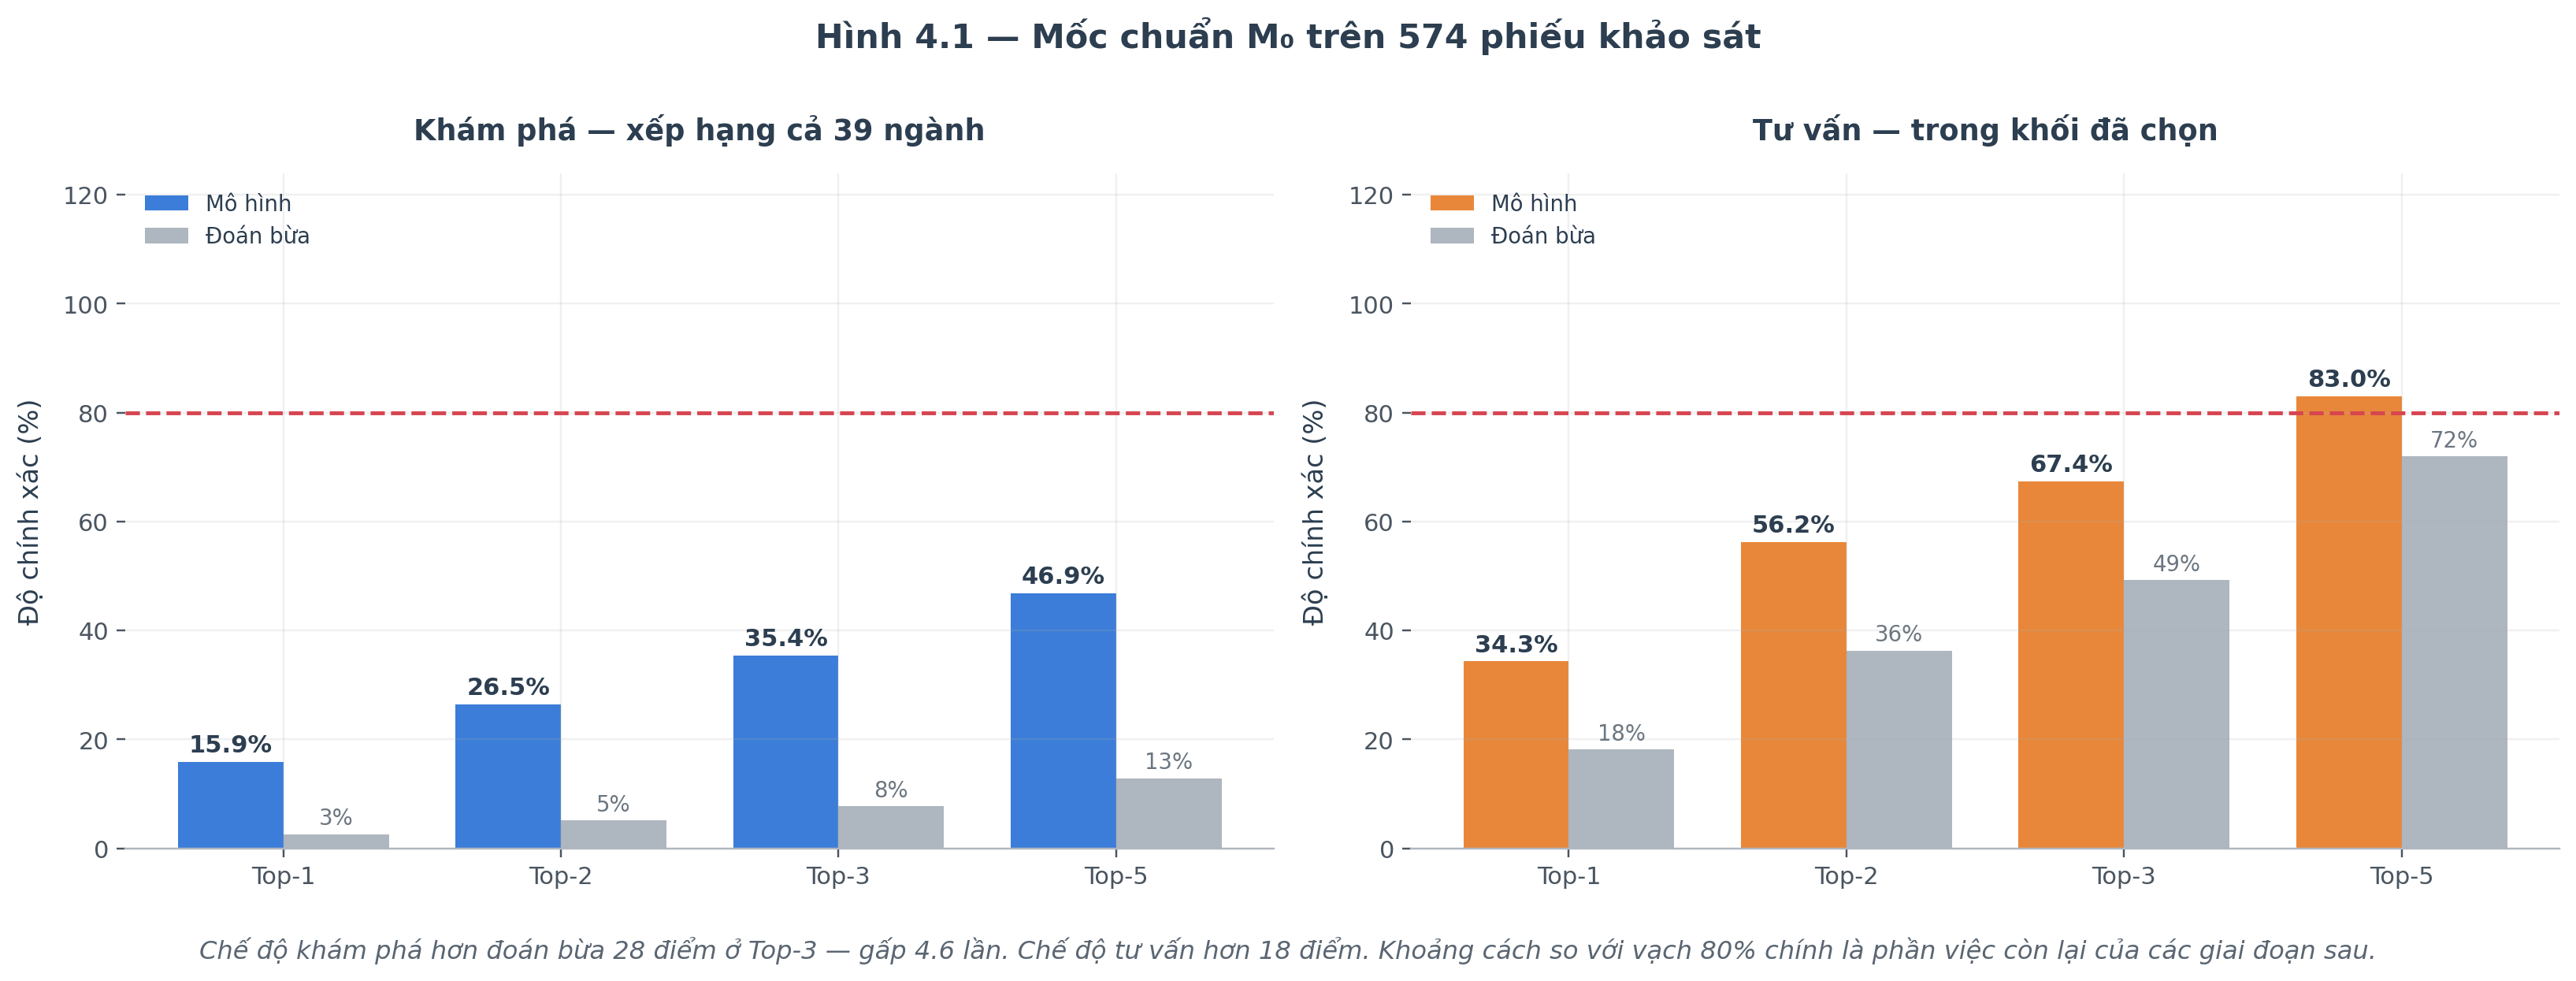 Hình 4.1 — Mốc chuẩn M₀ trên 574 phiếu khảo sát
Khám phá — xếp hạng cả 39 ngành
Độ chính xác (%)
120
100
80
60
40
20
0
Mô hình
Đoán bừa
15.9%
3%
26.5%
5%
35.4%
8%
46.9%
13%
Top-1
Top-2
Top-3
Top-5
Tư vấn — trong khối đã chọn
Độ chính xác (%)
120
100
80
60
40
20
0
Mô hình
Đoán bừa
34.3%
18%
56.2%
36%
67.4%
49%
83.0%
72%
Top-1
Top-2
Top-3
Top-5
Chế độ khám phá hơn đoán bừa 28 điểm ở Top-3 — gấp 4.6 lần. Chế độ tư vấn hơn 18 điểm. Khoảng cách so với vạch 80% chính là phần việc còn lại của các giai đoạn sau.